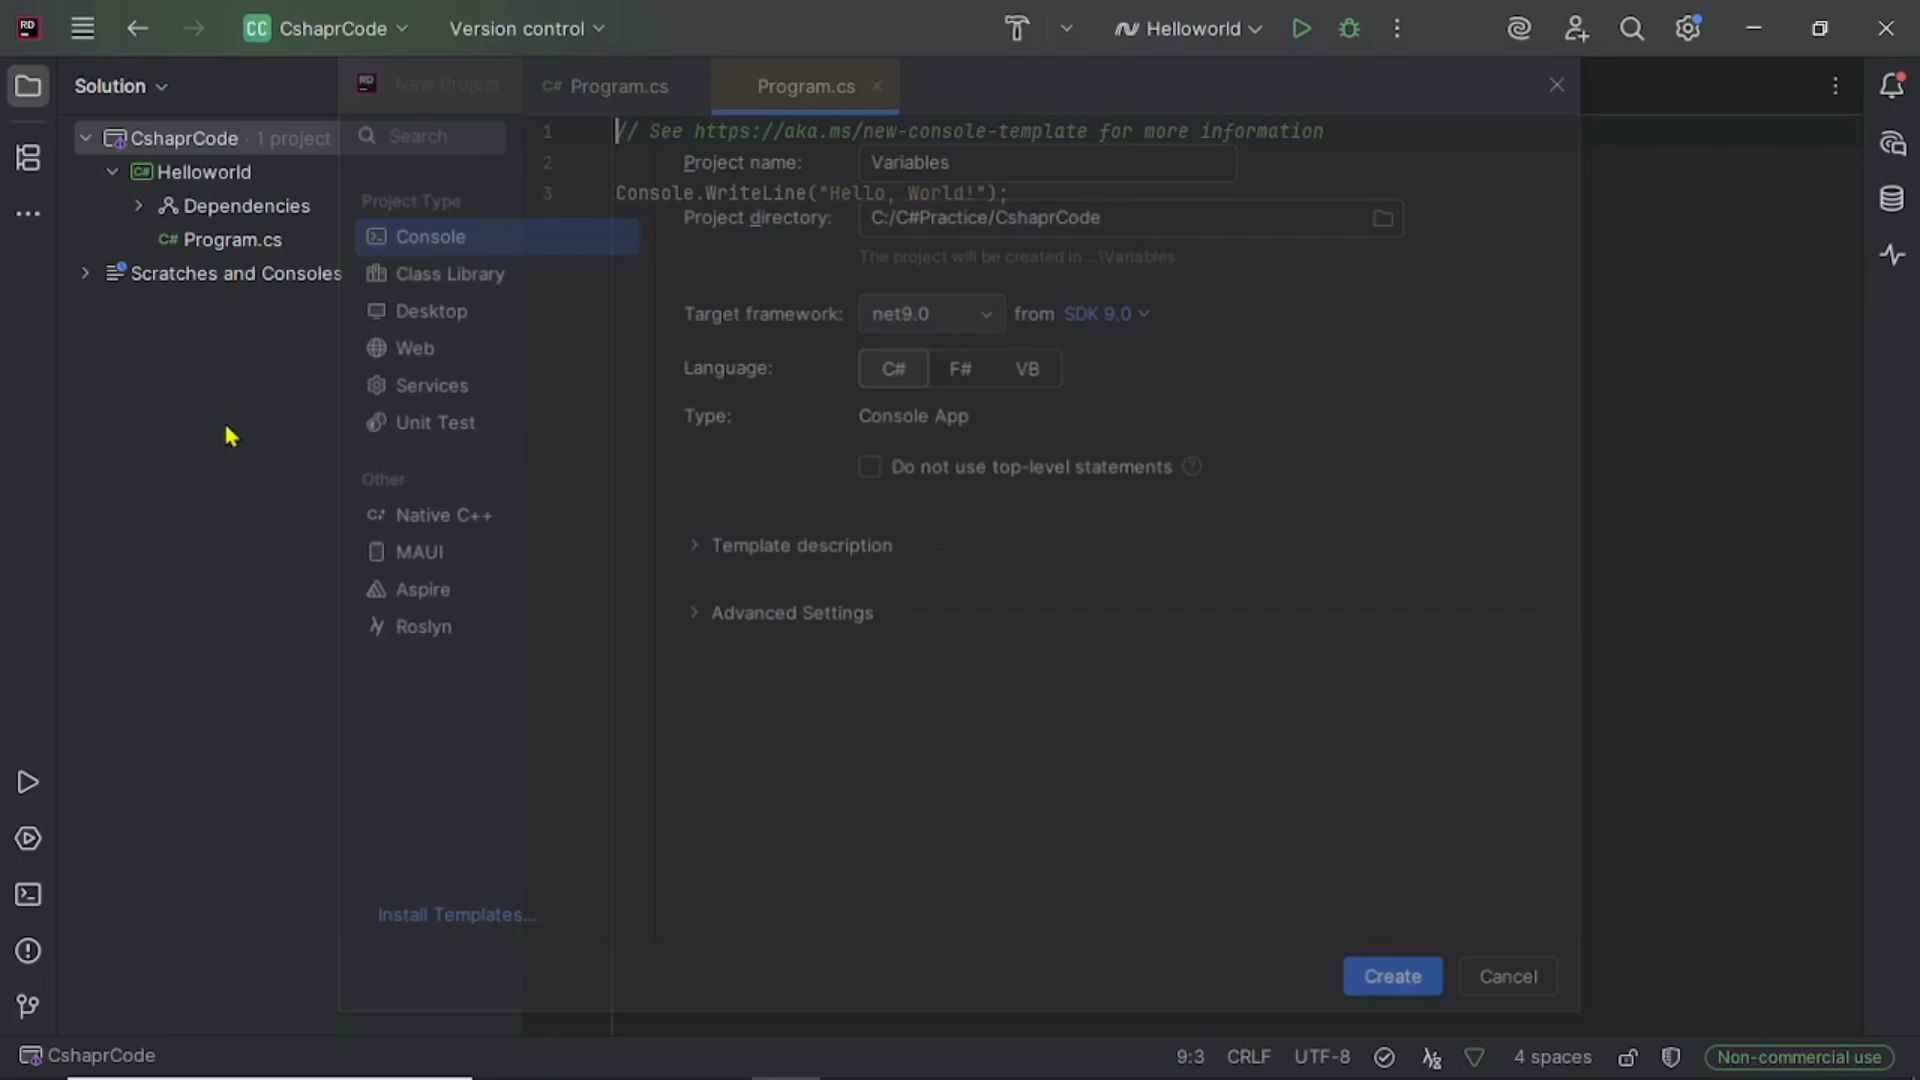 RD CC CshaprCode Version control Helloworld
Solution
CshaprCode · 1 project
C# Helloworld
Dependencies
C# Program.cs
Scratches and Consoles
RD New Project
Search
Project Type
Console
Class Library
Desktop
Web
Services
Unit Test
Other
C+ Native C++
MAUI
Aspire
Roslyn
Install Templates...
C# Program.cs Program.cs
1 // See https://aka.ms/new-console-template for more information
2
3 Console.WriteLine("Hello, World!");
Project name: Variables
Project directory: C:/C#Practice/CshaprCode
The project will be created in ...\Variables
Target framework: net9.0 from SDK 9.0
Language: C# F# VB
Type: Console App
Do not use top-level statements ?
Template description
Advanced Settings
Create Cancel
CshaprCode 9:3 CRLF UTF-8 4 spaces Non-commercial use